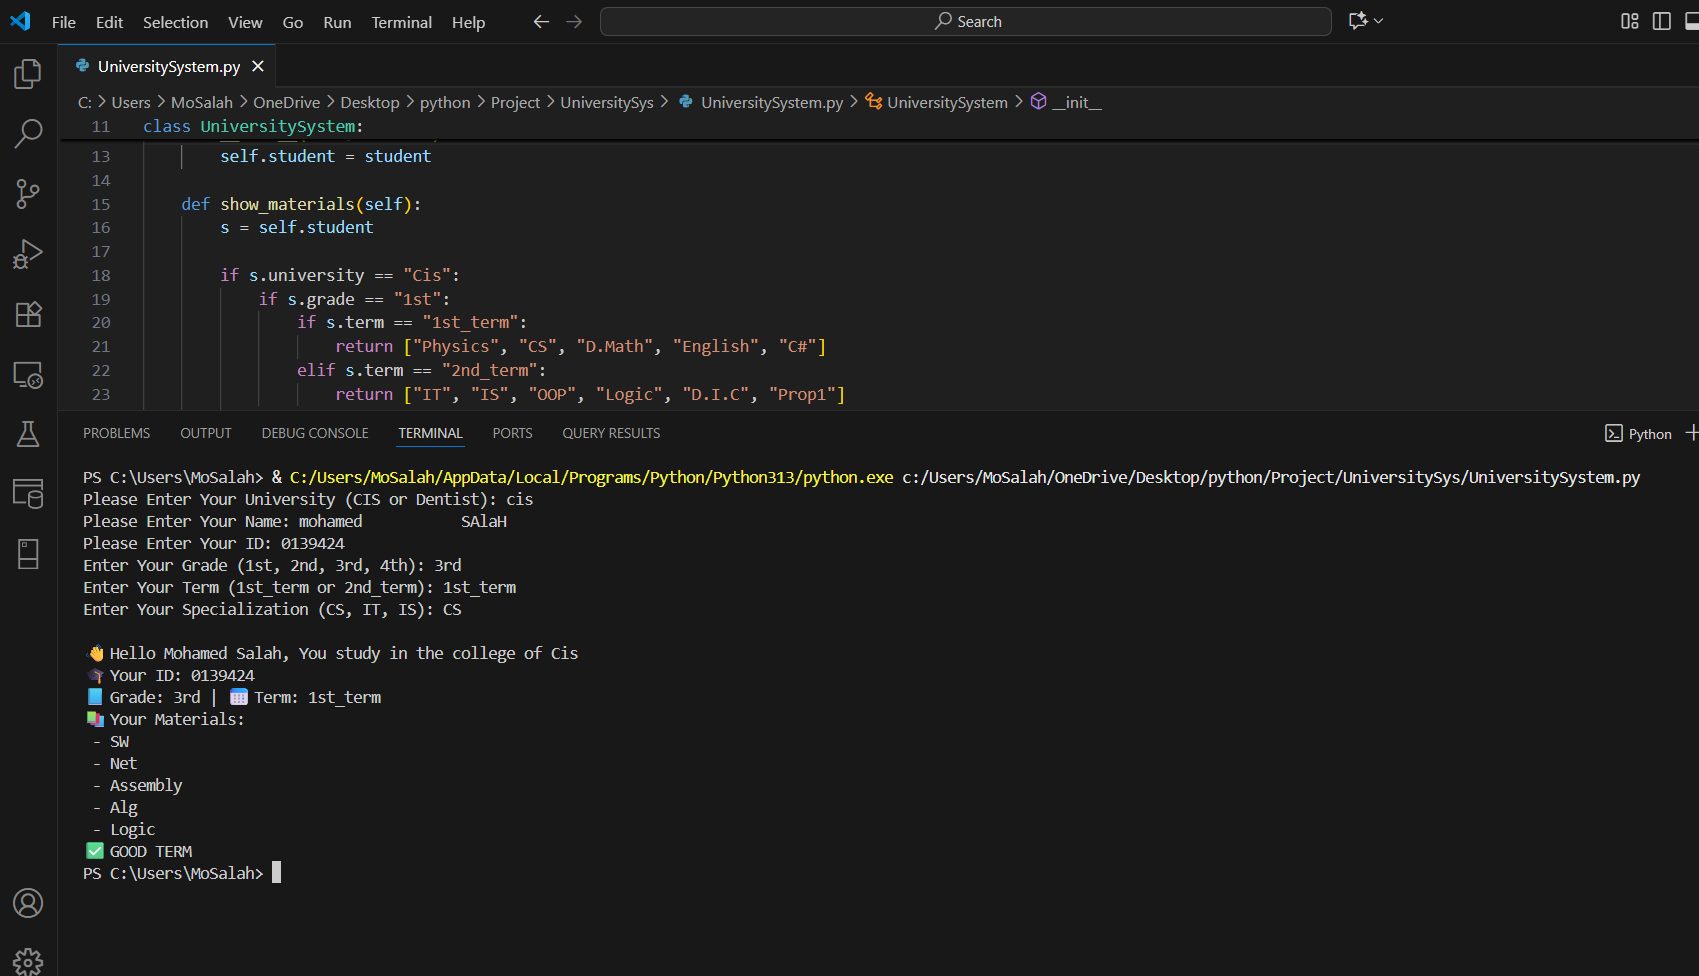 File Edit Selection View Go Run Terminal Help Search
UniversitySystem.py
C: > Users > MoSalah > OneDrive > Desktop > python > Project > UniversitySys > UniversitySystem.py > UniversitySystem > __init__
11 class UniversitySystem:
13 self.student = student
14
15 def show_materials(self):
16 s = self.student
17
18 if s.university == "Cis":
19 if s.grade == "1st":
20 if s.term == "1st_term":
21 return ["Physics", "CS", "D.Math", "English", "C#"]
22 elif s.term == "2nd_term":
23 return ["IT", "IS", "OOP", "Logic", "D.I.C", "Prop1"]
PROBLEMS OUTPUT DEBUG CONSOLE TERMINAL PORTS QUERY RESULTS Python
PS C:\Users\MoSalah> & C:/Users/MoSalah/AppData/Local/Programs/Python/Python313/python.exe c:/Users/MoSalah/OneDrive/Desktop/python/Project/UniversitySys/UniversitySystem.py
Please Enter Your University (CIS or Dentist): cis
Please Enter Your Name: mohamed           SAlaH
Please Enter Your ID: 0139424
Enter Your Grade (1st, 2nd, 3rd, 4th): 3rd
Enter Your Term (1st_term or 2nd_term): 1st_term
Enter Your Specialization (CS, IT, IS): CS
👋 Hello Mohamed Salah, You study in the college of Cis
🎓 Your ID: 0139424
📘 Grade: 3rd | 📅 Term: 1st_term
📚 Your Materials:
- SW
- Net
- Assembly
- Alg
- Logic
✅ GOOD TERM
PS C:\Users\MoSalah>